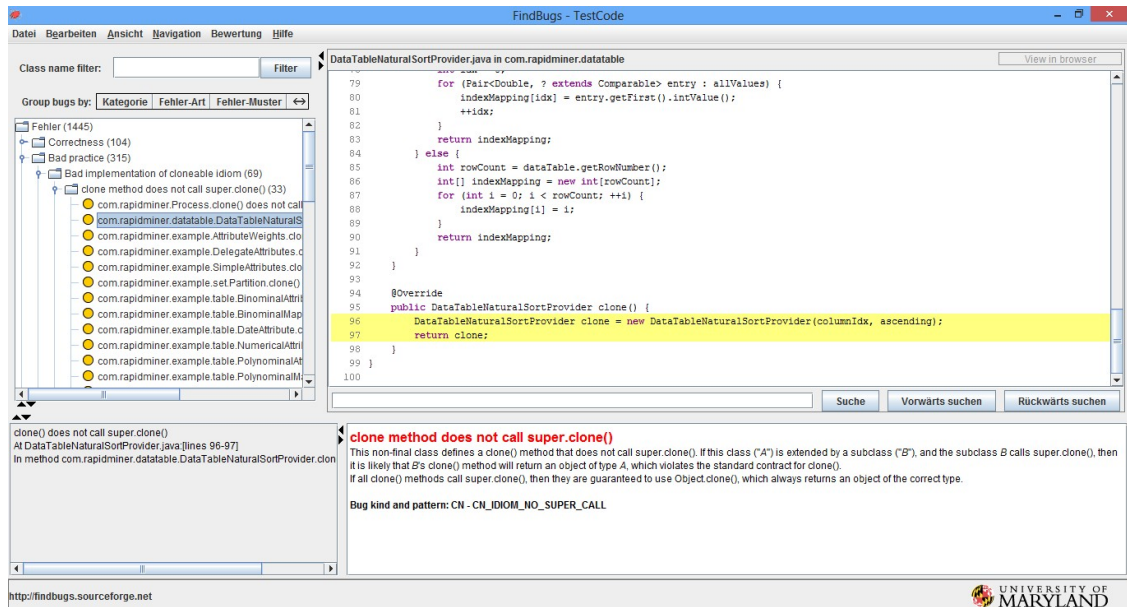 FindBugs - TestCode
Datei Bearbeiten Ansicht Navigation Bewertung Hilfe
Class name filter: Filter
Group bugs by: Kategorie Fehler-Art Fehler-Muster
Fehler (1445)
Correctness (104)
Bad practice (315)
Bad implementation of cloneable idiom (69)
clone method does not call super.clone() (33)
com.rapidminer.Process.clone() does not call
com.rapidminer.datatable.DataTableNaturalS
com.rapidminer.example.AttributeWeights.clo
com.rapidminer.example.DelegateAttributes.c
com.rapidminer.example.SimpleAttributes.clo
com.rapidminer.example.set.Partition.clone()
com.rapidminer.example.table.BinominalAttri
com.rapidminer.example.table.BinominalMap
com.rapidminer.example.table.DateAttribute.c
com.rapidminer.example.table.NumericalAttri
com.rapidminer.example.table.PolynominalAt
com.rapidminer.example.table.PolynominalM
DataTableNaturalSortProvider.java in com.rapidminer.datatable View in browser
79 for (Pair<Double, ? extends Comparable> entry : allValues) {
80 indexMapping[idx] = entry.getFirst().intValue();
81 ++idx;
82 }
83 return indexMapping;
84 } else {
85 int rowCount = dataTable.getRowNumber();
86 int[] indexMapping = new int[rowCount];
87 for (int i = 0; i < rowCount; ++i) {
88 indexMapping[i] = i;
89 }
90 return indexMapping;
91 }
92 }
93
94 @Override
95 public DataTableNaturalSortProvider clone() {
96 DataTableNaturalSortProvider clone = new DataTableNaturalSortProvider(columnIdx, ascending);
97 return clone;
98 }
99 }
100
Suche Vorwärts suchen Rückwärts suchen
clone() does not call super.clone()
At DataTableNaturalSortProvider.java:[lines 96-97]
In method com.rapidminer.datatable.DataTableNaturalSortProvider.clon
clone method does not call super.clone()
This non-final class defines a clone() method that does not call super.clone(). If this class ("A") is extended by a subclass ("B"), and the subclass B calls super.clone(), then
it is likely that B's clone() method will return an object of type A, which violates the standard contract for clone().
If all clone() methods call super.clone(), then they are guaranteed to use Object.clone(), which always returns an object of the correct type.
Bug kind and pattern: CN - CN_IDIOM_NO_SUPER_CALL
http://findbugs.sourceforge.net
UNIVERSITY OF
MARYLAND